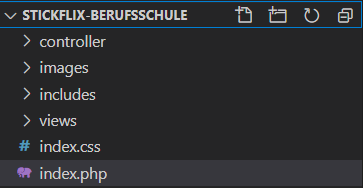 STICKFLIX-BERUFSSCHULE
controller
images
includes
views
# index.css
index.php